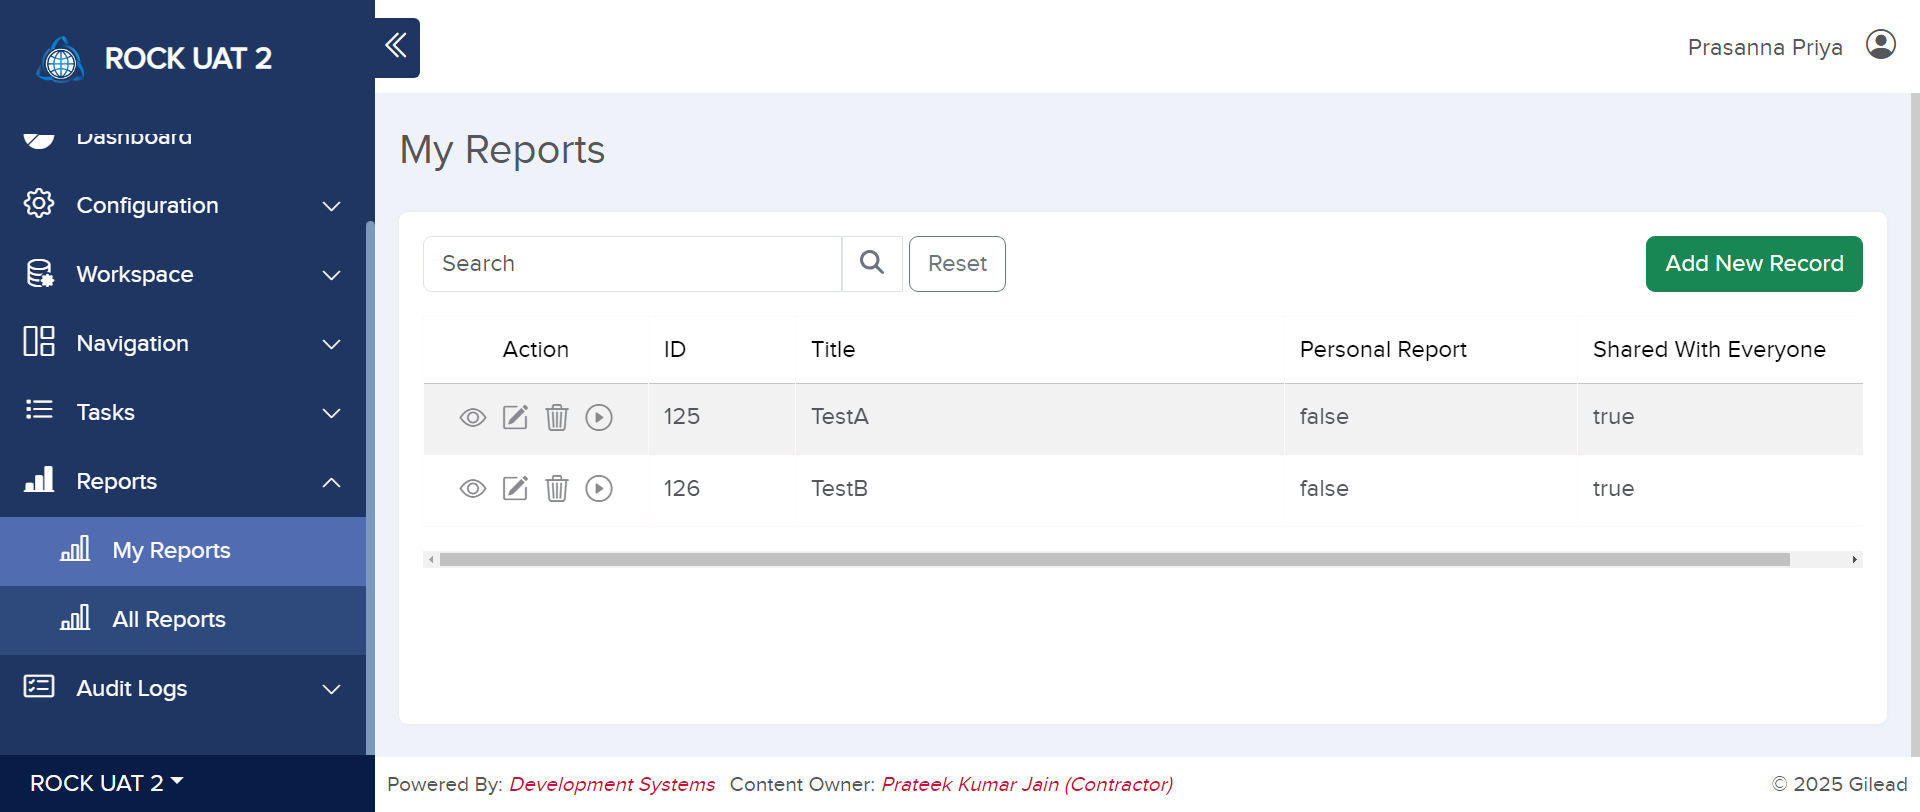 ROCK UAT 2
Prasanna Priya
Dashboard
Configuration
Workspace
Navigation
Tasks
Reports
My Reports
All Reports
Audit Logs
ROCK UAT 2
My Reports
Search
Reset
Add New Record
Action ID Title Personal Report Shared With Everyone
125 TestA false true
126 TestB false true
Powered By: Development Systems Content Owner: Prateek Kumar Jain (Contractor)
© 2025 Gilead